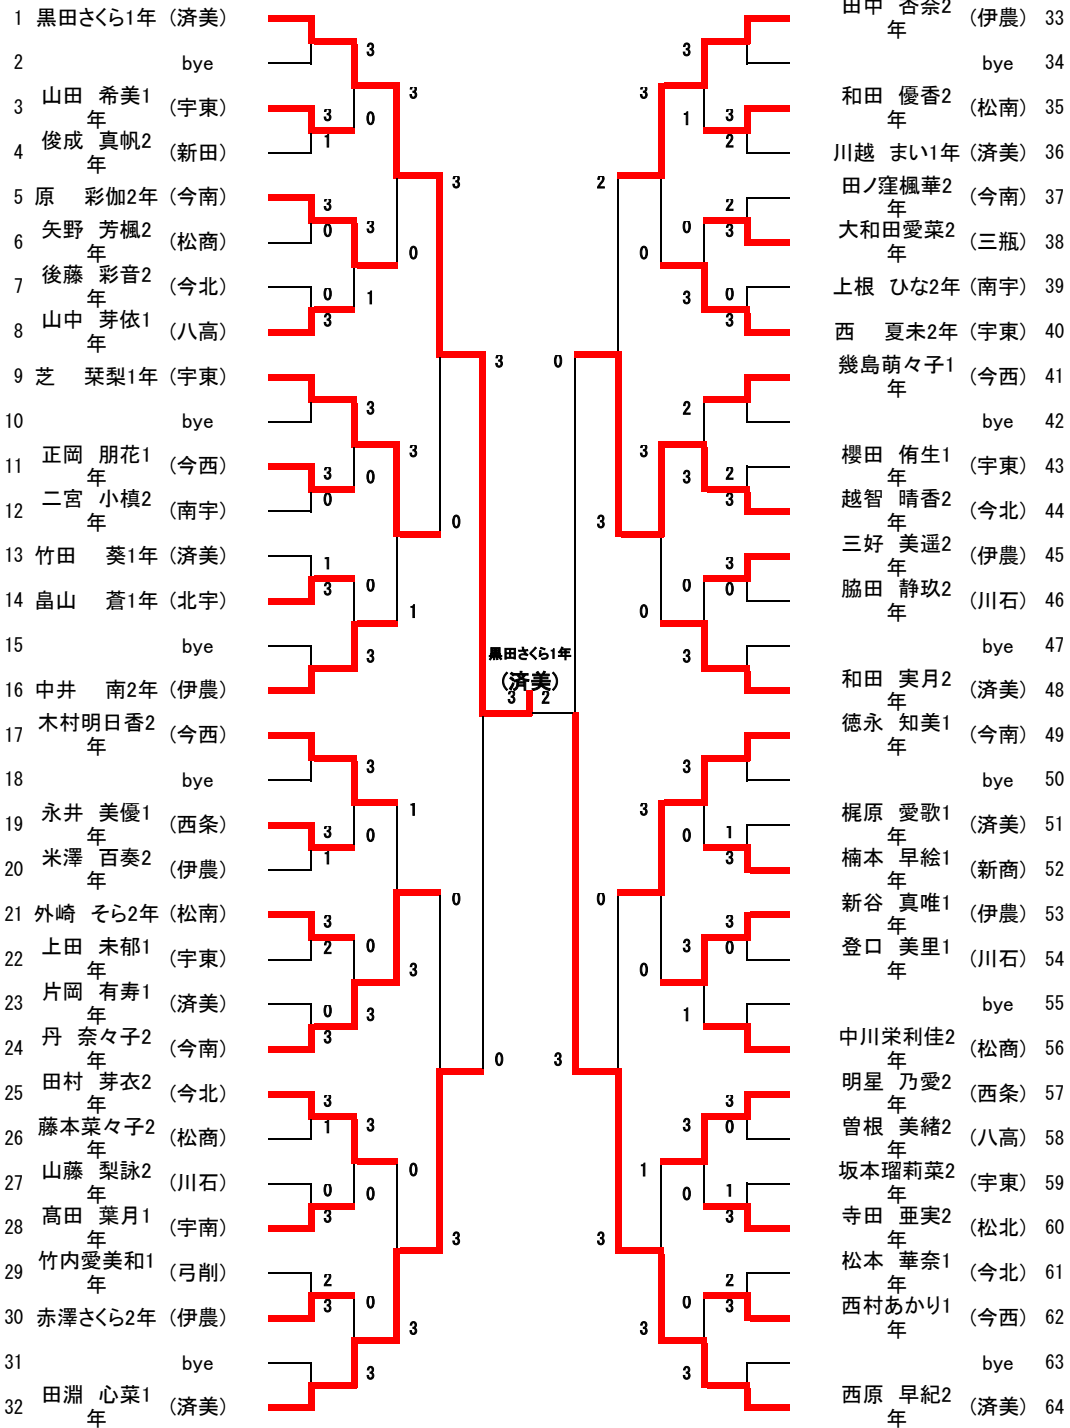 1 黒田さくら1年 (済美)
2 bye
3 山田 希美1年 (宇東)
4 俊成 真帆2年 (新田)
5 原 彩伽2年 (今南)
6 矢野 芳楓2年 (松商)
7 後藤 彩音2年 (今北)
8 山中 芽依1年 (八高)
9 芝 栞梨1年 (宇東)
10 bye
11 正岡 朋花1年 (今西)
12 二宮 小槙2年 (南宇)
13 竹田 葵1年 (済美)
14 畠山 蒼1年 (北宇)
15 bye
16 中井 南2年 (伊農)
17 木村明日香2年 (今西)
18 bye
19 永井 美優1年 (西条)
20 米澤 百奏2年 (伊農)
21 外崎 そら2年 (松南)
22 上田 未郁1年 (宇東)
23 片岡 有寿1年 (済美)
24 丹 奈々子2年 (今南)
25 田村 芽衣2年 (今北)
26 藤本菜々子2年 (松商)
27 山藤 梨詠2年 (川石)
28 髙田 葉月1年 (宇南)
29 竹内愛美和1年 (弓削)
30 赤澤さくら2年 (伊農)
31 bye
32 田淵 心菜1年 (済美)
3 1
3 0
0 3
3 0
1 3
3 1
3 2
0 3
3 1
0 3
2 3
3 0
3 1
3 0
0 3
3 0
0 3
3 0
0 3
3 0
3 1
1 3
0 3
3 0
0 3
3 0
黒田さくら1年
(済美)
3 2
0 3
2 3
0 3
3 0
3 0
3 0
1 3
3 1
0 3
2 3
0 3
3 0
3 1
3 0
0 3
3 2
2 3
0 3
2 3
3 0
1 3
3 0
3 0
1 3
2 3
田中 杏奈2年 (伊農) 33
bye 34
和田 優香2年 (松南) 35
川越 まい1年 (済美) 36
田ノ窪楓華2年 (今南) 37
大和田愛菜2年 (三瓶) 38
上根 ひな2年 (南宇) 39
西 夏未2年 (宇東) 40
幾島萌々子1年 (今西) 41
bye 42
櫻田 侑生1年 (宇東) 43
越智 晴香2年 (今北) 44
三好 美遥2年 (伊農) 45
脇田 静玖2年 (川石) 46
bye 47
和田 実月2年 (済美) 48
徳永 知美1年 (今南) 49
bye 50
梶原 愛歌1年 (済美) 51
楠本 早絵1年 (新商) 52
新谷 真唯1年 (伊農) 53
登口 美里1年 (川石) 54
bye 55
中川栄利佳2年 (松商) 56
明星 乃愛2年 (西条) 57
曽根 美緒2年 (八高) 58
坂本瑠莉菜2年 (宇東) 59
寺田 亜実2年 (松北) 60
松本 華奈1年 (今北) 61
西村あかり1年 (今西) 62
bye 63
西原 早紀2年 (済美) 64